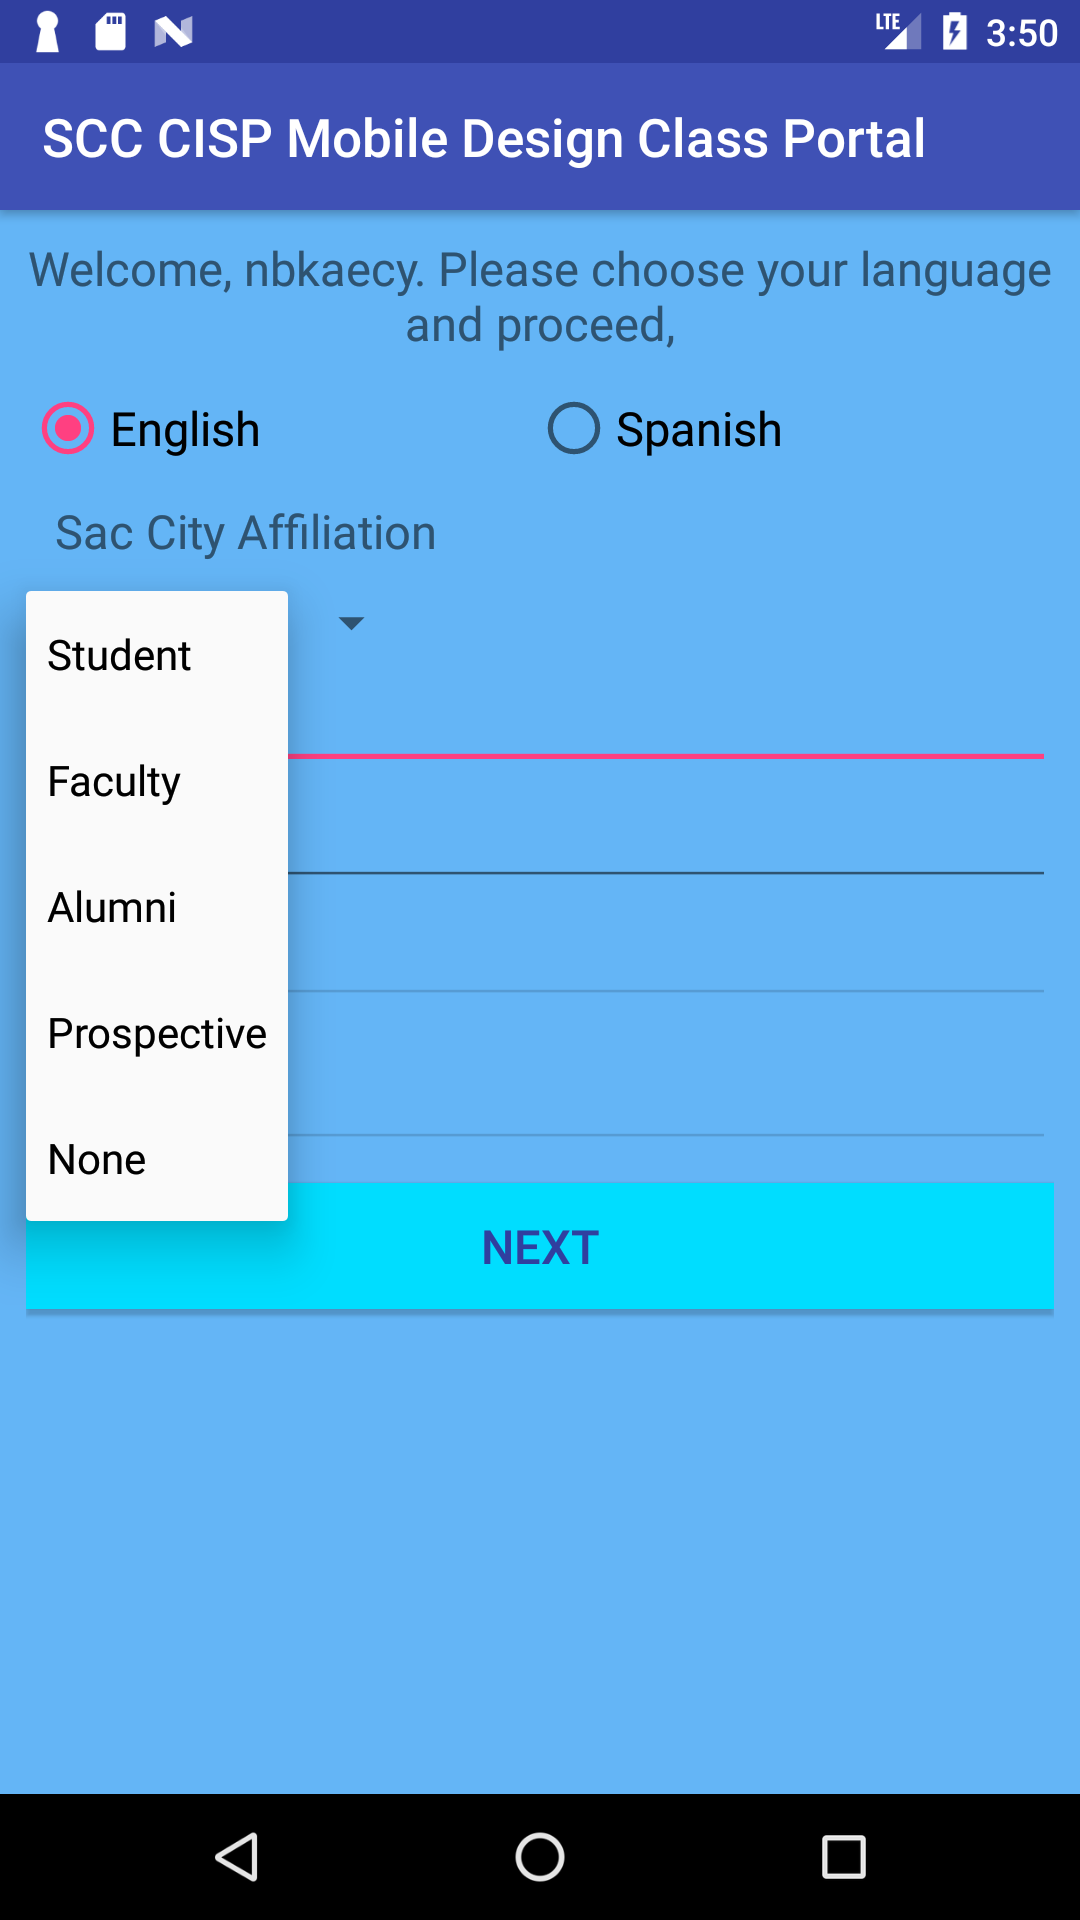 LTE 3:50
SCC CISP Mobile Design Class Portal
Welcome, nbkaecy. Please choose your language
and proceed,
English Spanish
Sac City Affiliation
Student
Faculty
Alumni
Prospective
None
NEXT